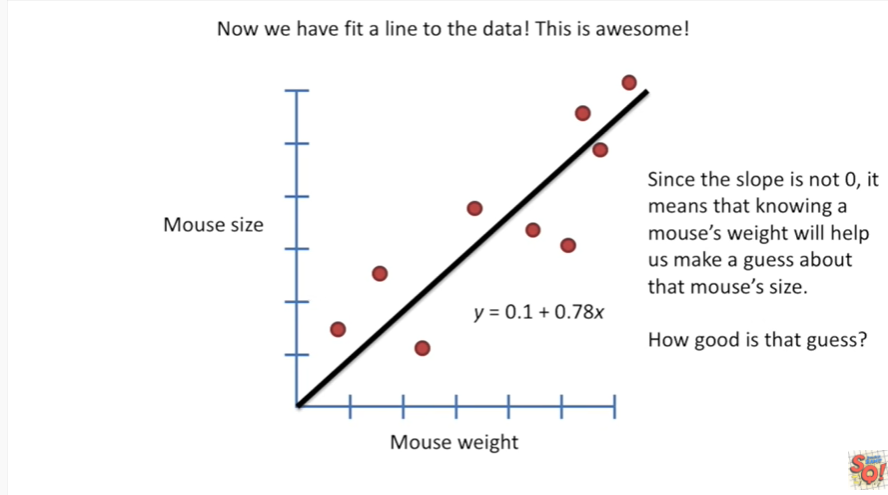 Now we have fit a line to the data! This is awesome!
Mouse size
Since the slope is not 0, it
means that knowing a
mouse's weight will help
us make a guess about
that mouse's size.
y = 0.1 + 0.78x
How good is that guess?
Mouse weight
SQ!